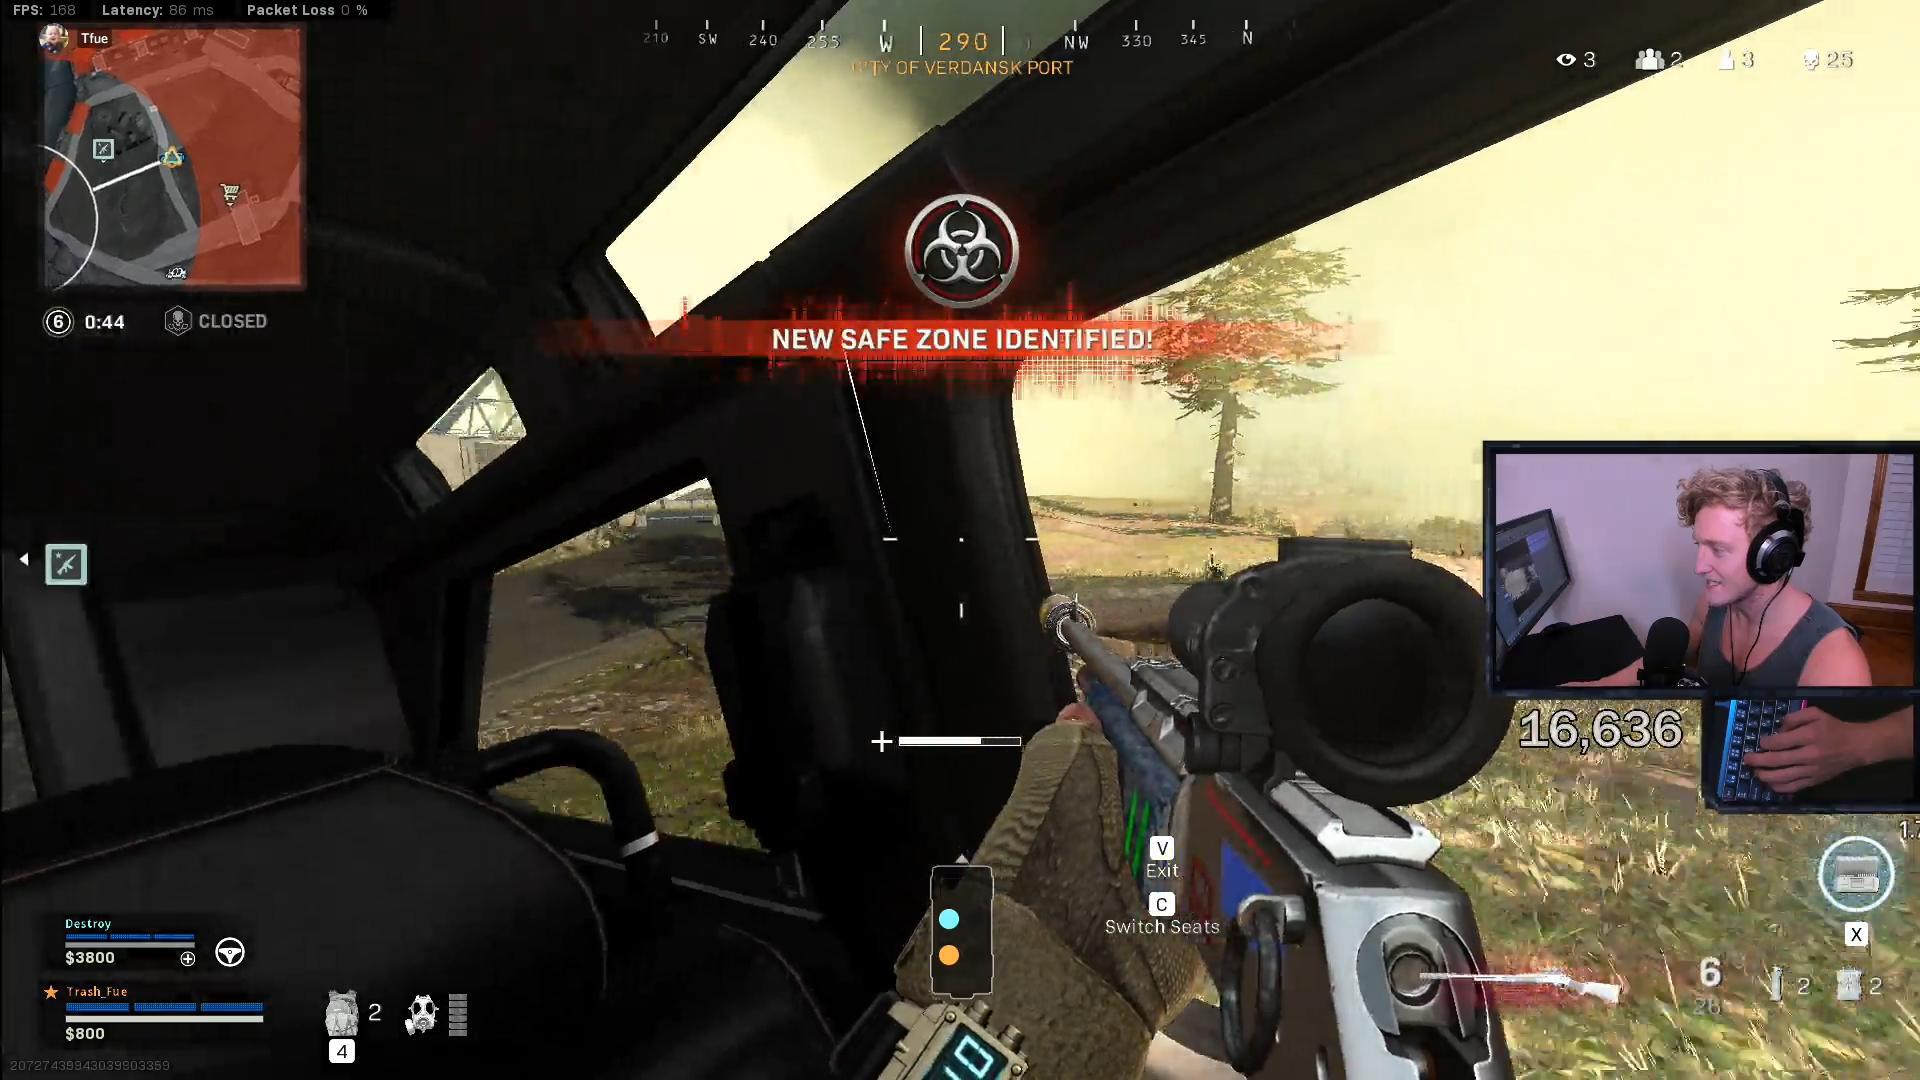 FPS: 168 Latency: 86 ms Packet Loss 0 %
Tfue
210 SW 240 255 W 290 NW 330 345 N
CITY OF VERDANSK PORT
3 2 3 25
6 0:44 CLOSED
NEW SAFE ZONE IDENTIFIED!
16,636
V
Exit
C
Switch Seats
X
Destroy
$3800
Trash_Fue
$800
2
4
6
28
2 2
20727439943039803359